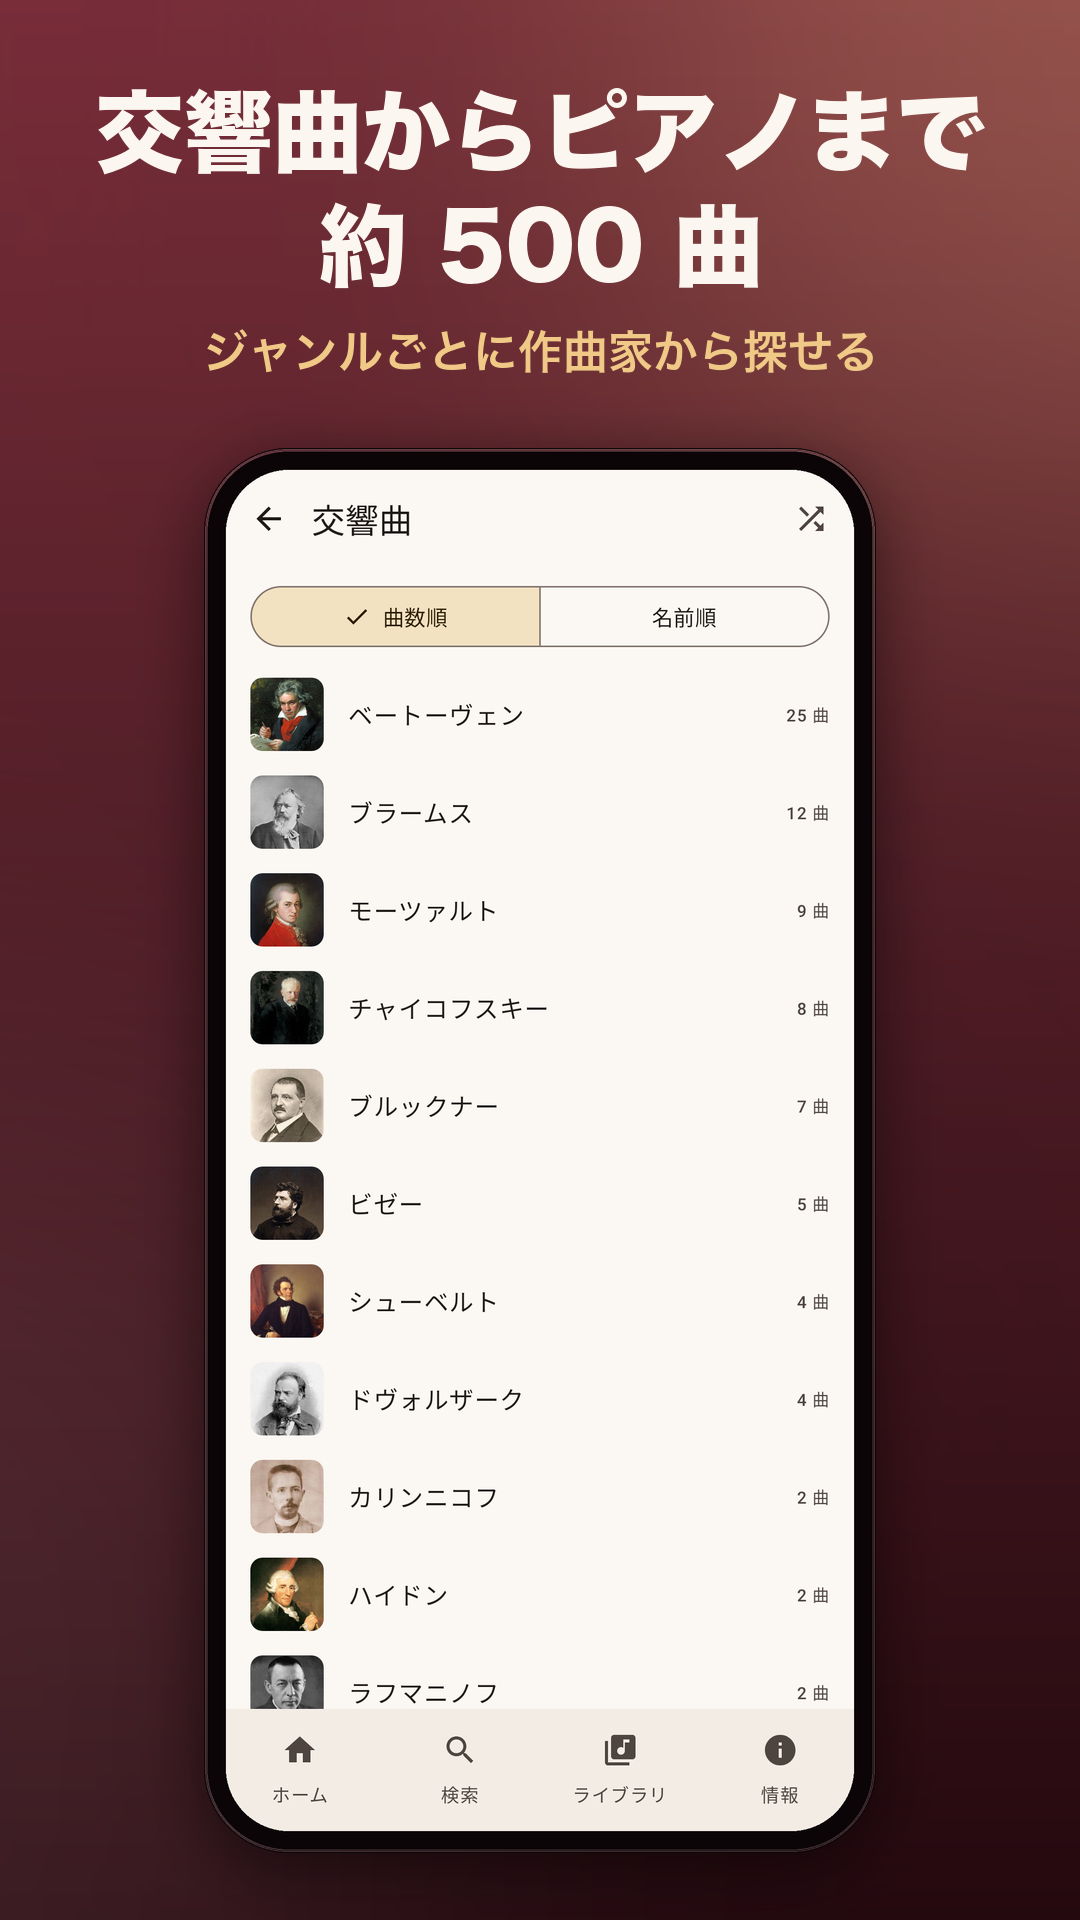 交響曲からピアノまで
約 500 曲
ジャンルごとに作曲家から探せる
交響曲
曲数順
名前順
ベートーヴェン
25 曲
ブラームス
12 曲
モーツァルト
9 曲
チャイコフスキー
8 曲
ブルックナー
7 曲
ビゼー
5 曲
シューベルト
4 曲
ドヴォルザーク
4 曲
カリンニコフ
2 曲
ハイドン
2 曲
ラフマニノフ
2 曲
ホーム
検索
ライブラリ
情報